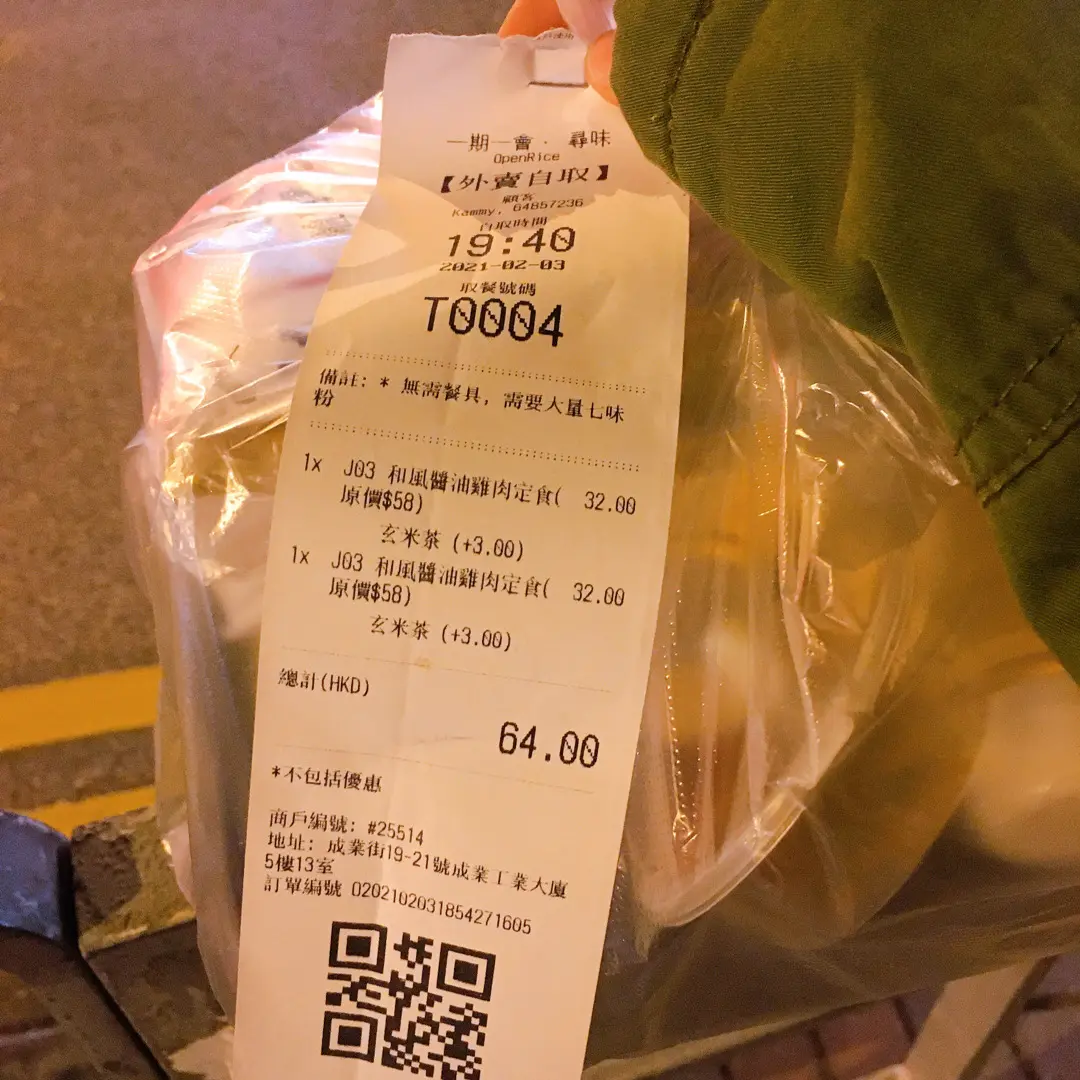 一期一會．尋味
OpenRice
【外賣自取】
顧客
Kammy, 64857236
自取時間
19:40
2021-02-03
取餐號碼
T0004
備註: * 無需餐具, 需要大量七味
粉
1x J03 和風醬油雞肉定食( 32.00
原價$58)
玄米茶 (+3.00)
1x J03 和風醬油雞肉定食( 32.00
原價$58)
玄米茶 (+3.00)
總計(HKD)
64.00
*不包括優惠
商戶編號: #25514
地址: 成業街19-21號成業工業大廈
5樓13室
訂單編號 0202102031854271605